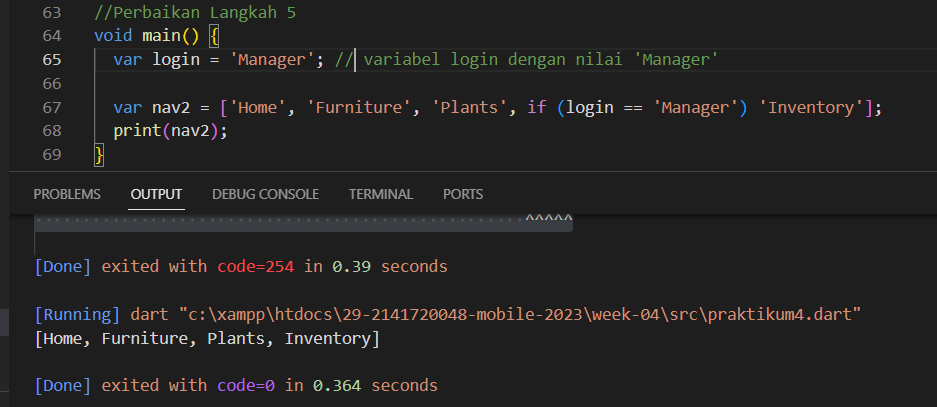 63 //Perbaikan Langkah 5
64 void main() {
65 var login = 'Manager'; // variabel login dengan nilai 'Manager'
66
67 var nav2 = ['Home', 'Furniture', 'Plants', if (login == 'Manager') 'Inventory'];
68 print(nav2);
69 }
PROBLEMS OUTPUT DEBUG CONSOLE TERMINAL PORTS
^^^^^
[Done] exited with code=254 in 0.39 seconds
[Running] dart "c:\xampp\htdocs\29-2141720048-mobile-2023\week-04\src\praktikum4.dart"
[Home, Furniture, Plants, Inventory]
[Done] exited with code=0 in 0.364 seconds